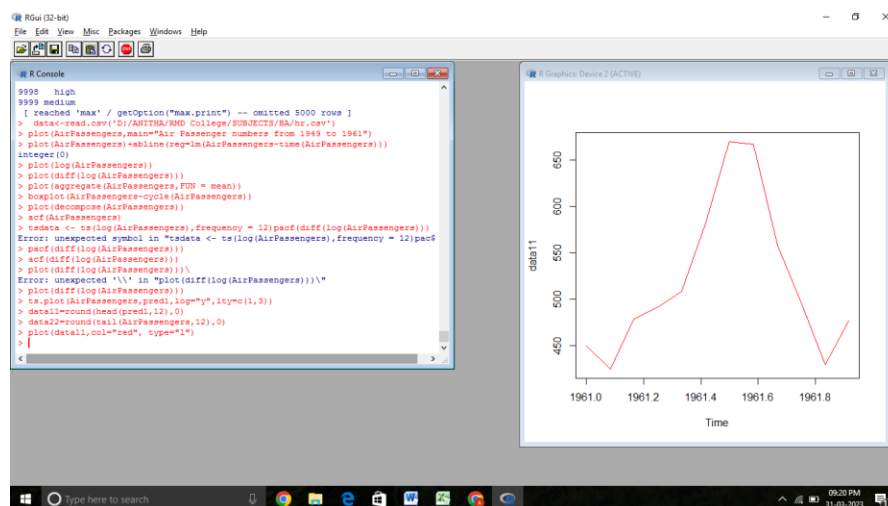 RGui (32-bit)
File Edit View Misc Packages Windows Help
R Console
9998 high
9999 medium
[ reached 'max' / getOption("max.print") -- omitted 5000 rows ]
> data<-read.csv('D:/ANITHA/RMD College/SUBJECTS/BA/hr.csv')
> plot(AirPassengers,main="Air Passenger numbers from 1949 to 1961")
> plot(AirPassengers)+abline(reg=lm(AirPassengers~time(AirPassengers)))
integer(0)
> plot(log(AirPassengers))
> plot(diff(log(AirPassengers)))
> plot(aggregate(AirPassengers,FUN = mean))
> boxplot(AirPassengers~cycle(AirPassengers))
> plot(decompose(AirPassengers))
> acf(AirPassengers)
> tsdata <- ts(log(AirPassengers),frequency = 12)pacf(diff(log(AirPassengers)))
Error: unexpected symbol in "tsdata <- ts(log(AirPassengers),frequency = 12)pac$
> pacf(diff(log(AirPassengers)))
> acf(diff(log(AirPassengers)))
> plot(diff(log(AirPassengers)))\
Error: unexpected '\\' in "plot(diff(log(AirPassengers)))\"
> plot(diff(log(AirPassengers)))
> ts.plot(AirPassengers,pred1,log="y",lty=c(1,3))
> data11=round(head(pred1,12),0)
> data22=round(tail(AirPassengers,12),0)
> plot(data11,col="red", type="l")
>
R Graphics: Device 2 (ACTIVE)
650
600
550
500
450
data11
1961.0 1961.2 1961.4 1961.6 1961.8
Time
Type here to search
09:20 PM
31-03-2023